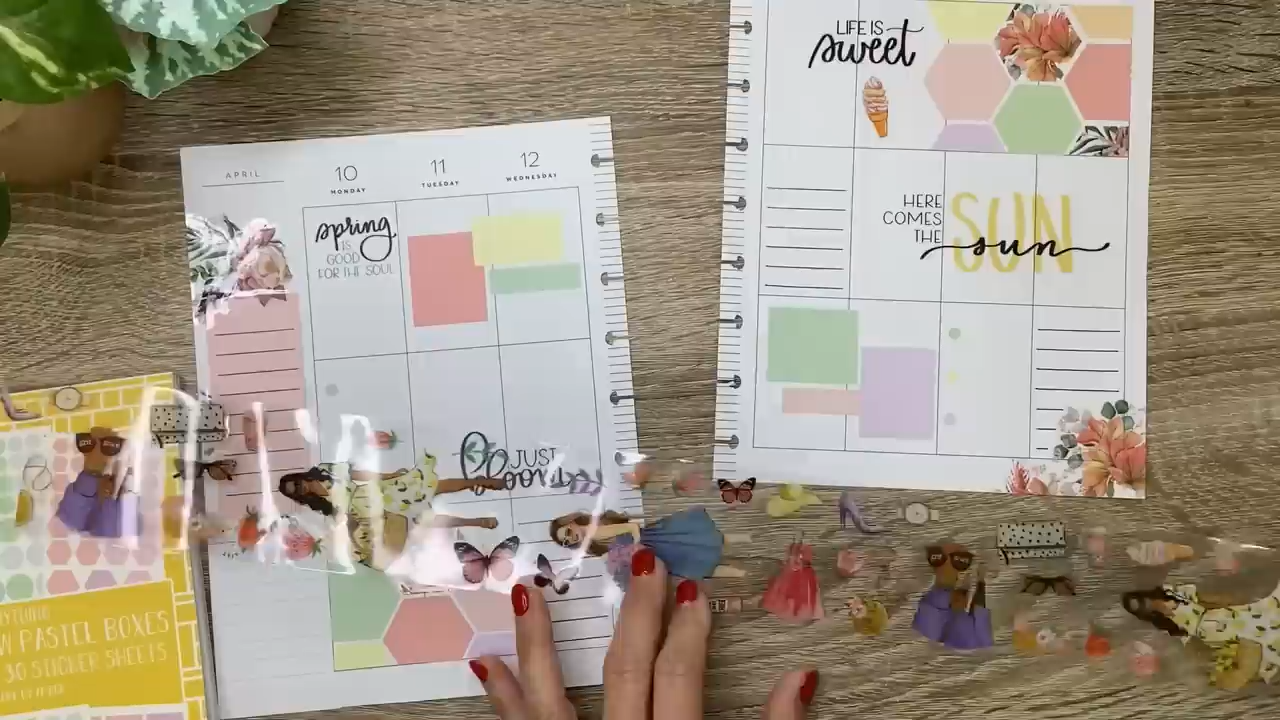 LIFE IS
sweet
HERE
COMES
THE
SUN
sun
APRIL
10
MONDAY
11
TUESDAY
12
WEDNESDAY
spring
IS
GOOD
FOR THE SOUL
JUST
PASTEL BOXES
30 STICKER SHEETS